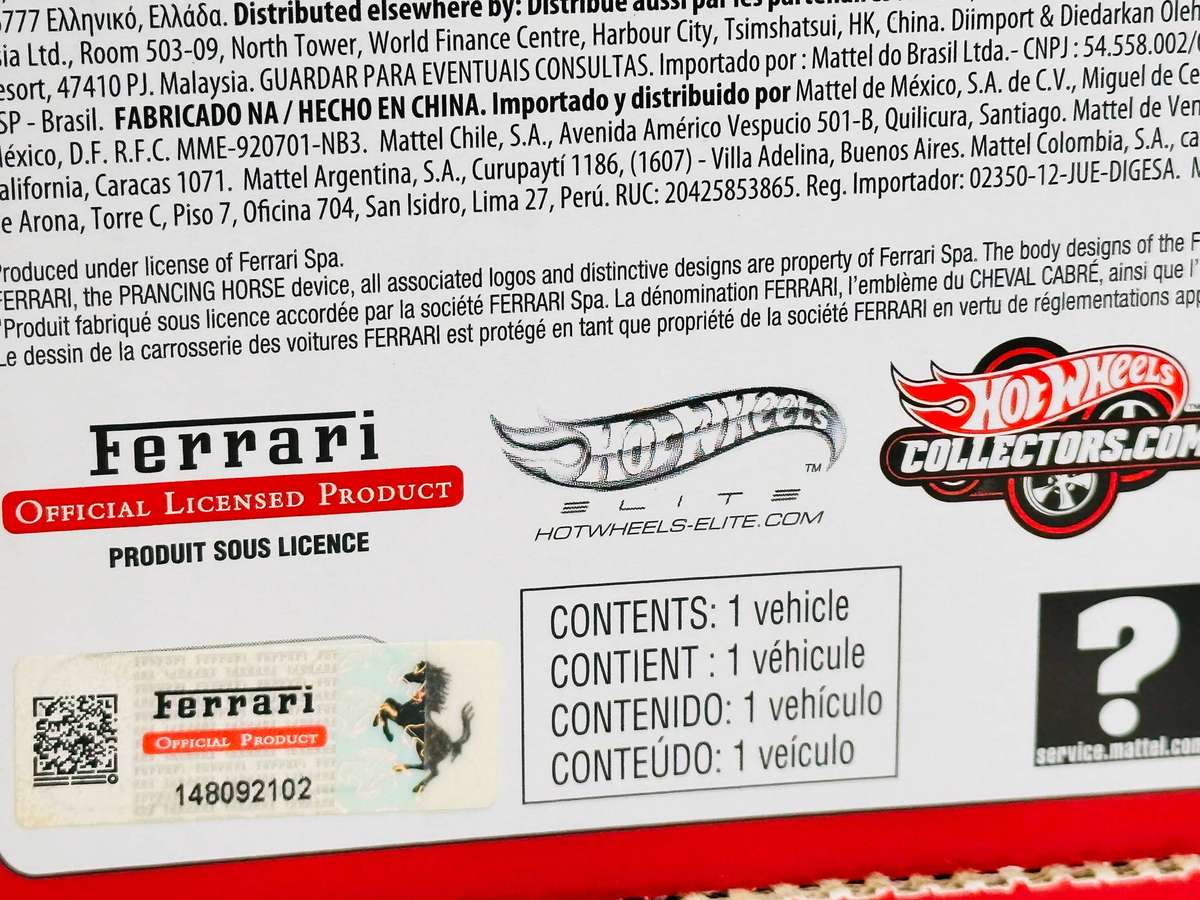 777 Ελληνικό, Ελλάδα. Distributed elsewhere by: Distribué aussi par les
Ltd., Room 503-09, North Tower, World Finance Centre, Harbour City, Tsimshatsui, HK, China. Diimport & Diedarkan Oleh
47410 PJ. Malaysia. GUARDAR PARA EVENTUAIS CONSULTAS. Importado por : Mattel do Brasil Ltda.- CNPJ : 54.558.002/
SP - Brasil. FABRICADO NA / HECHO EN CHINA. Importado y distribuido por Mattel de México, S.A. de C.V., Miguel de
México, D.F. R.F.C. MME-920701-NB3. Mattel Chile, S.A., Avenida Américo Vespucio 501-B, Quilicura, Santiago. Mattel de
California, Caracas 1071. Mattel Argentina, S.A., Curupaytí 1186, (1607) - Villa Adelina, Buenos Aires. Mattel Colombia, S.A.,
e Arona, Torre C, Piso 7, Oficina 704, San Isidro, Lima 27, Perú. RUC: 20425853865. Reg. Importador: 02350-12-JUE-DIGESA.
Produced under license of Ferrari Spa.
FERRARI, the PRANCING HORSE device, all associated logos and distinctive designs are property of Ferrari Spa. The body designs of the F
"Produit fabriqué sous licence accordée par la société FERRARI Spa. La dénomination FERRARI, l'emblème du CHEVAL CABRÉ, ainsi que l'
Le dessin de la carrosserie des voitures FERRARI est protégé en tant que propriété de la société FERRARI en vertu de réglementations
Ferrari
OFFICIAL LICENSED PRODUCT
PRODUIT SOUS LICENCE
HOT WHEELS TM
ELITE
HOTWHEELS-ELITE.COM
HOT WHEELS
COLLECTORS.COM
CONTENTS: 1 vehicle
CONTIENT : 1 véhicule
CONTENIDO: 1 vehículo
CONTEÚDO: 1 veículo
Ferrari
OFFICIAL PRODUCT
148092102
?
service.mattel.com